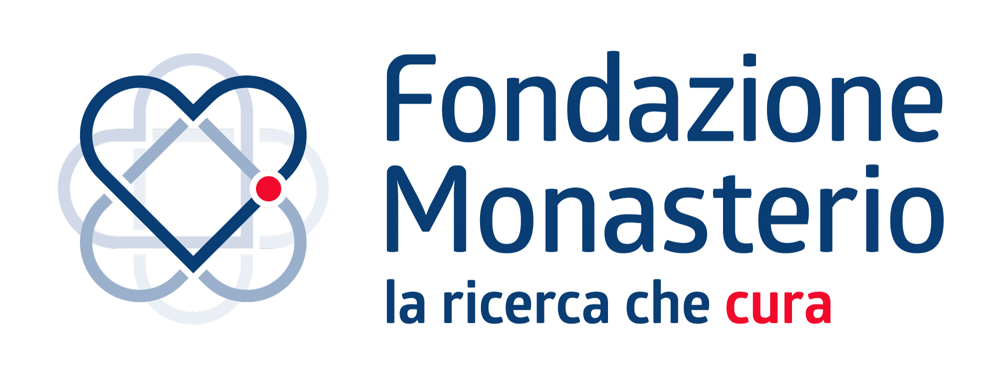 Fondazione
Monasterio
la ricerca che cura